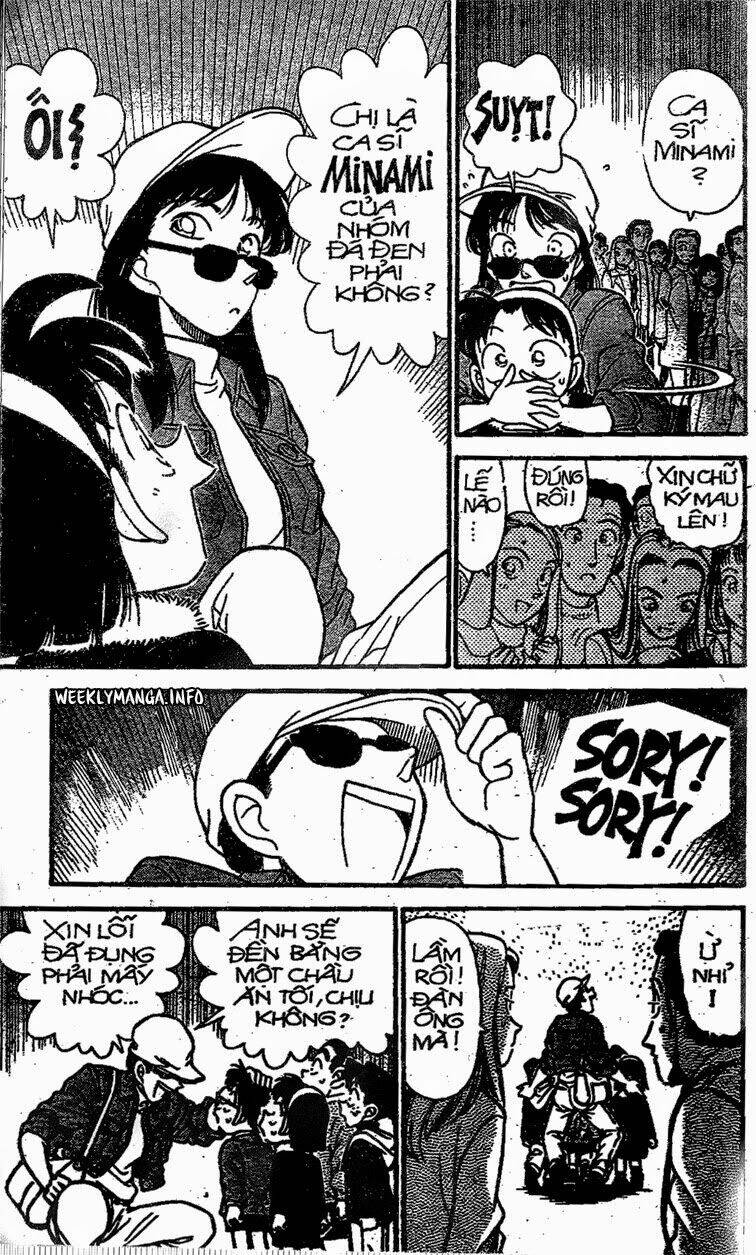 ỐI!
CHỊ LÀ
CA SĨ
MINAMI
CỦA
NHÓM
ĐÁ ĐEN
PHẢI
KHÔNG?
SUỴT!
CA
SĨ
MINAMI
?
LẼ
NÀO
...
ĐÚNG
RỒI!
XIN CHỮ
KÝ MAU
LÊN!
WEEKLYMANGA.INFO
SORY!
SORY!
XIN LỖI
ĐÃ ĐỤNG
PHẢI MẤY
NHÓC...
ANH SẼ
ĐỀN BẰNG
MỘT CHẦU
ĂN TỐI, CHỊU
KHÔNG?
LẦM
RỒI!
ĐÀN
ÔNG
MÀ!
Ừ
NHỈ
!